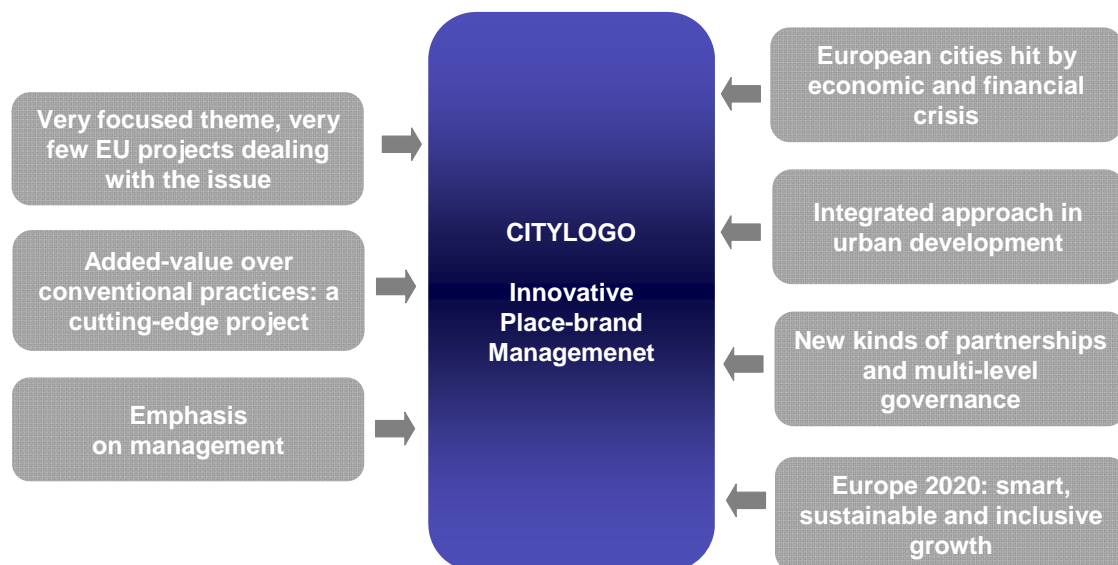 Very focused theme, very
few EU projects dealing
with the issue
Added-value over
conventional practices: a
cutting-edge project
Emphasis
on management
CITYLOGO
Innovative
Place-brand
Managemenet
European cities hit by
economic and financial
crisis
Integrated approach in
urban development
New kinds of partnerships
and multi-level
governance
Europe 2020: smart,
sustainable and inclusive
growth